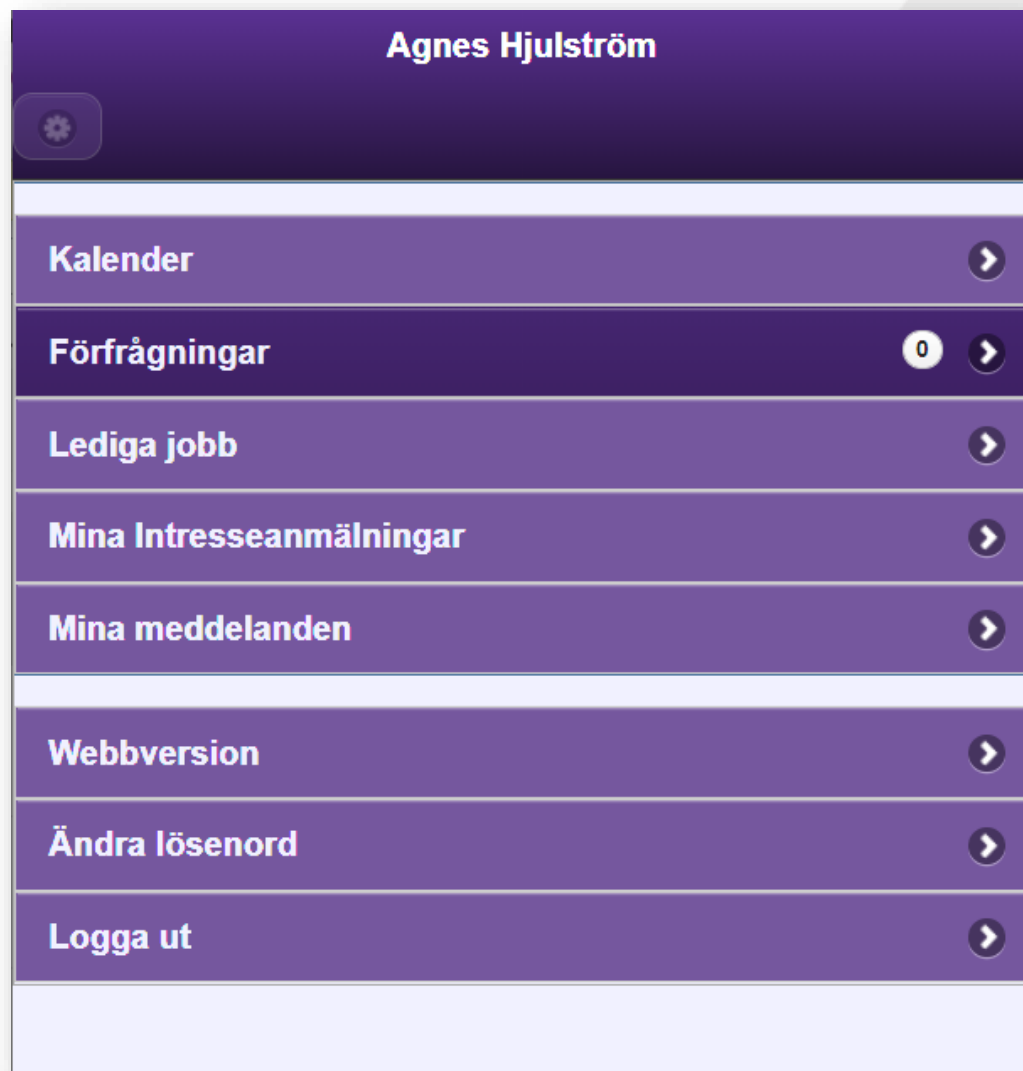 Agnes Hjulström
Kalender
Förfrågningar 0
Lediga jobb
Mina Intresseanmälningar
Mina meddelanden
Webbversion
Ändra lösenord
Logga ut